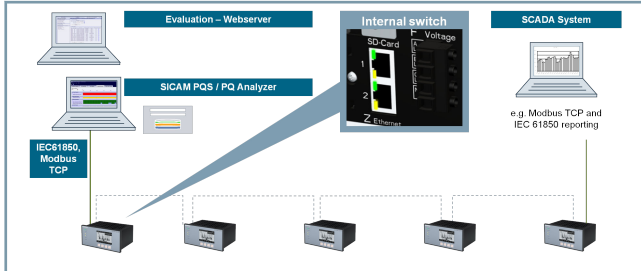 Evaluation – Webserver
SICAM PQS / PQ Analyzer
IEC61850,
Modbus
TCP
Internal switch
SD-Card
Voltage
1
2
Z Ethernet
SCADA System
e.g. Modbus TCP and
IEC 61850 reporting